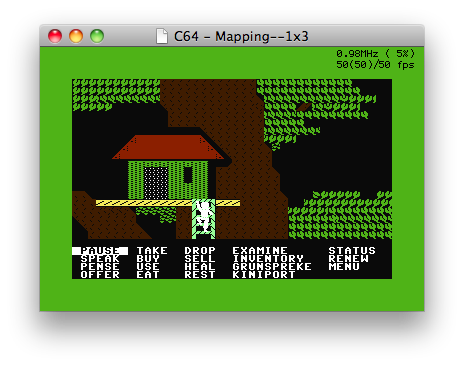 C64 - Mapping--1x3
0.98MHz ( 5%)
50(50)/50 fps
PAUSE TAKE DROP EXAMINE STATUS
SPEAK BUY SELL INVENTORY RENEW
PENSE USE HEAL GRUNSPREKE MENU
OFFER EAT REST KINIPORT